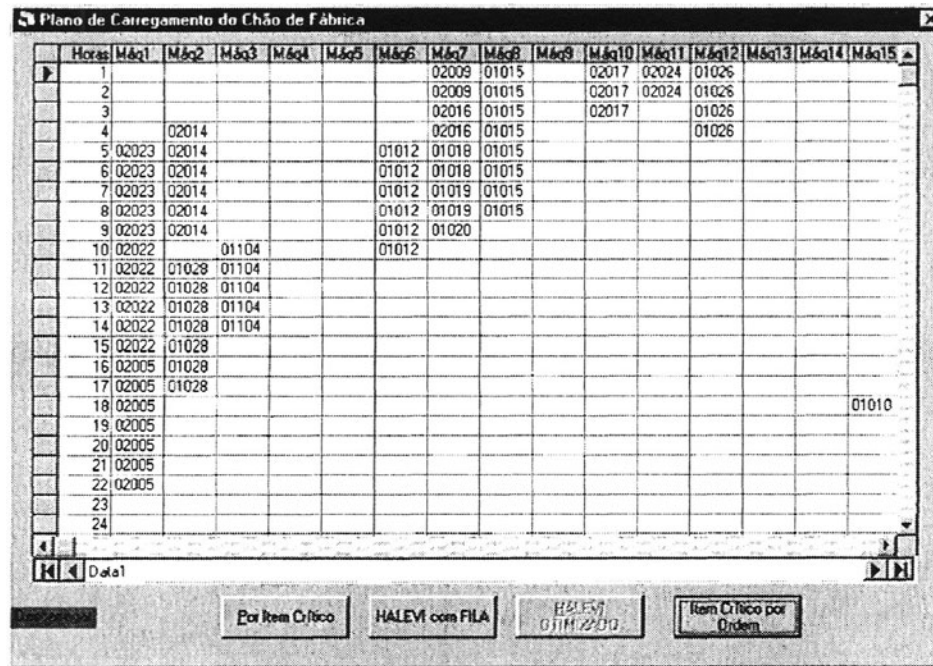 Plano de Carregamento do Chão de Fábrica
Horas Máq1 Máq2 Máq3 Máq4 Máq5 Máq6 Máq7 Máq8 Máq9 Máq10 Máq11 Máq12 Máq13 Máq14 Máq15
1 02009 01015 02017 02024 01026
2 02009 01015 02017 02024 01026
3 02016 01015 02017 01026
4 02014 02016 01015 01026
5 02023 02014 01012 01018 01015
6 02023 02014 01012 01018 01015
7 02023 02014 01012 01019 01015
8 02023 02014 01012 01019 01015
9 02023 02014 01012 01020
10 02022 01104 01012
11 02022 01028 01104
12 02022 01028 01104
13 02022 01028 01104
14 02022 01028 01104
15 02022 01028
16 02005 01028
17 02005 01028
18 02005 01010
19 02005
20 02005
21 02005
22 02005
23
24
Data1
Por Item Crítico
HALEVI com FILA
HALEVI
OTIMIZADO
Item Crítico por
Ordem